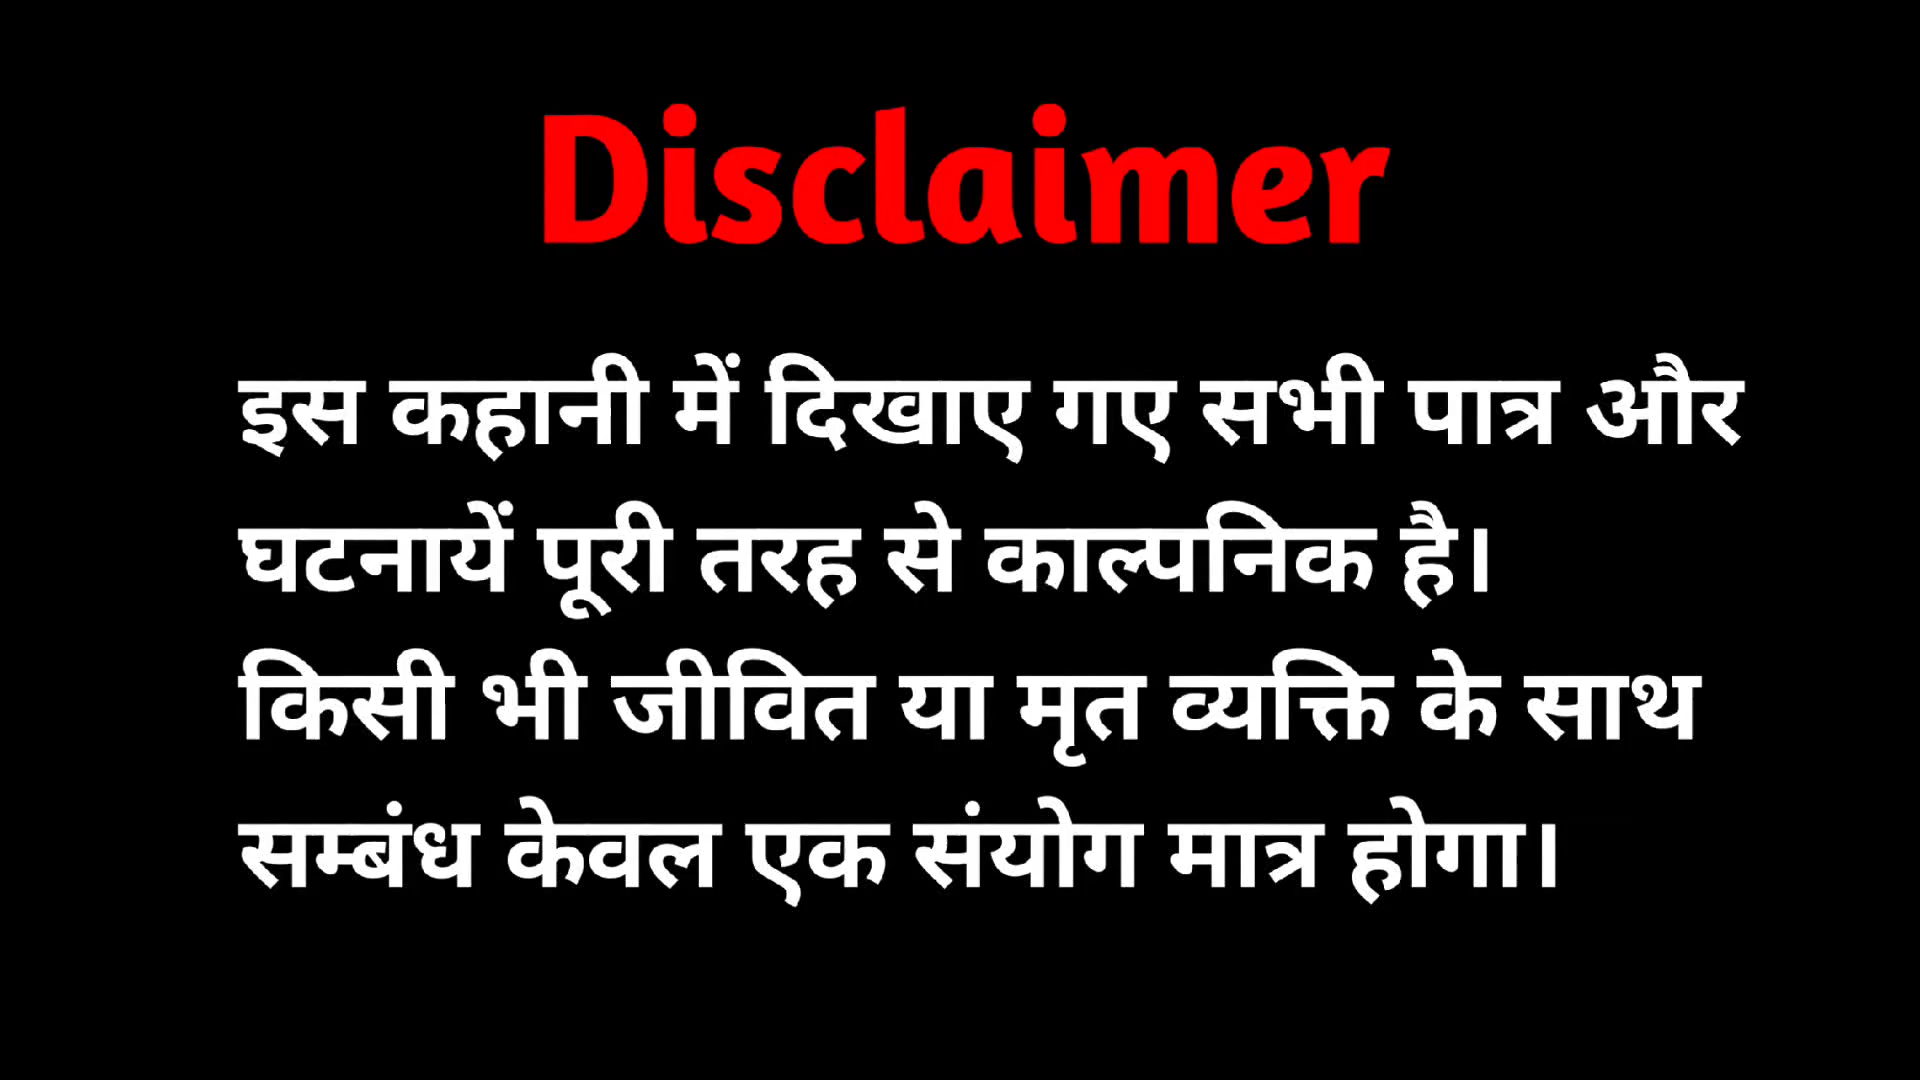 Disclaimer
इस कहानी में दिखाए गए सभी पात्र और
घटनायें पूरी तरह से काल्पनिक है।
किसी भी जीवित या मृत व्यक्ति के साथ
सम्बंध केवल एक संयोग मात्र होगा।